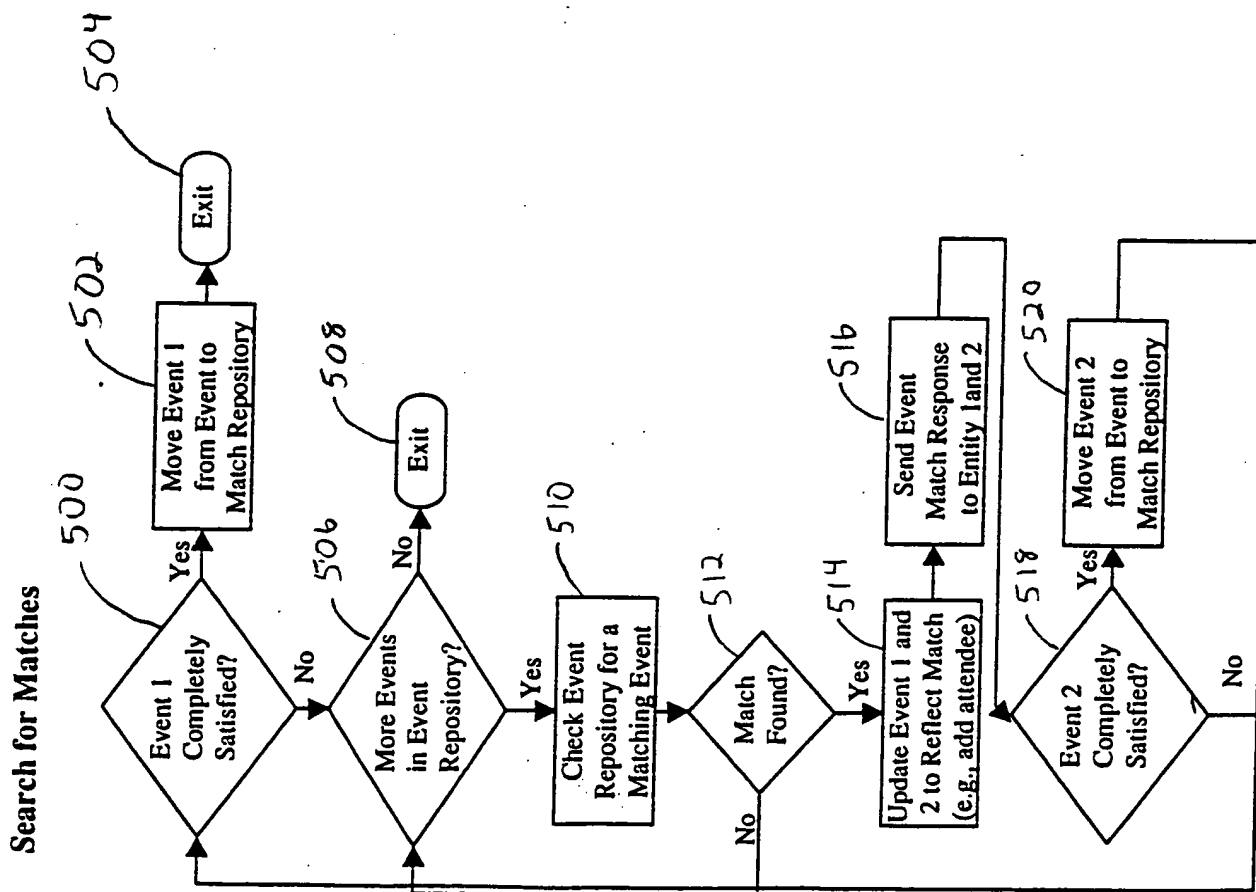 Search for Matches
500
Event 1
Completely
Satisfied?
Yes
No
502
Move Event 1
from Event to
Match Repository
504
Exit
506
More Events
in Event
Repository?
No
Yes
508
Exit
510
Check Event
Repository for a
Matching Event
512
Match
Found?
No
Yes
514
Update Event 1 and
2 to Reflect Match
(e.g., add attendee)
516
Send Event
Match Response
to Entity 1and 2
518
Event 2
Completely
Satisfied?
Yes
No
520
Move Event 2
from Event to
Match Repository